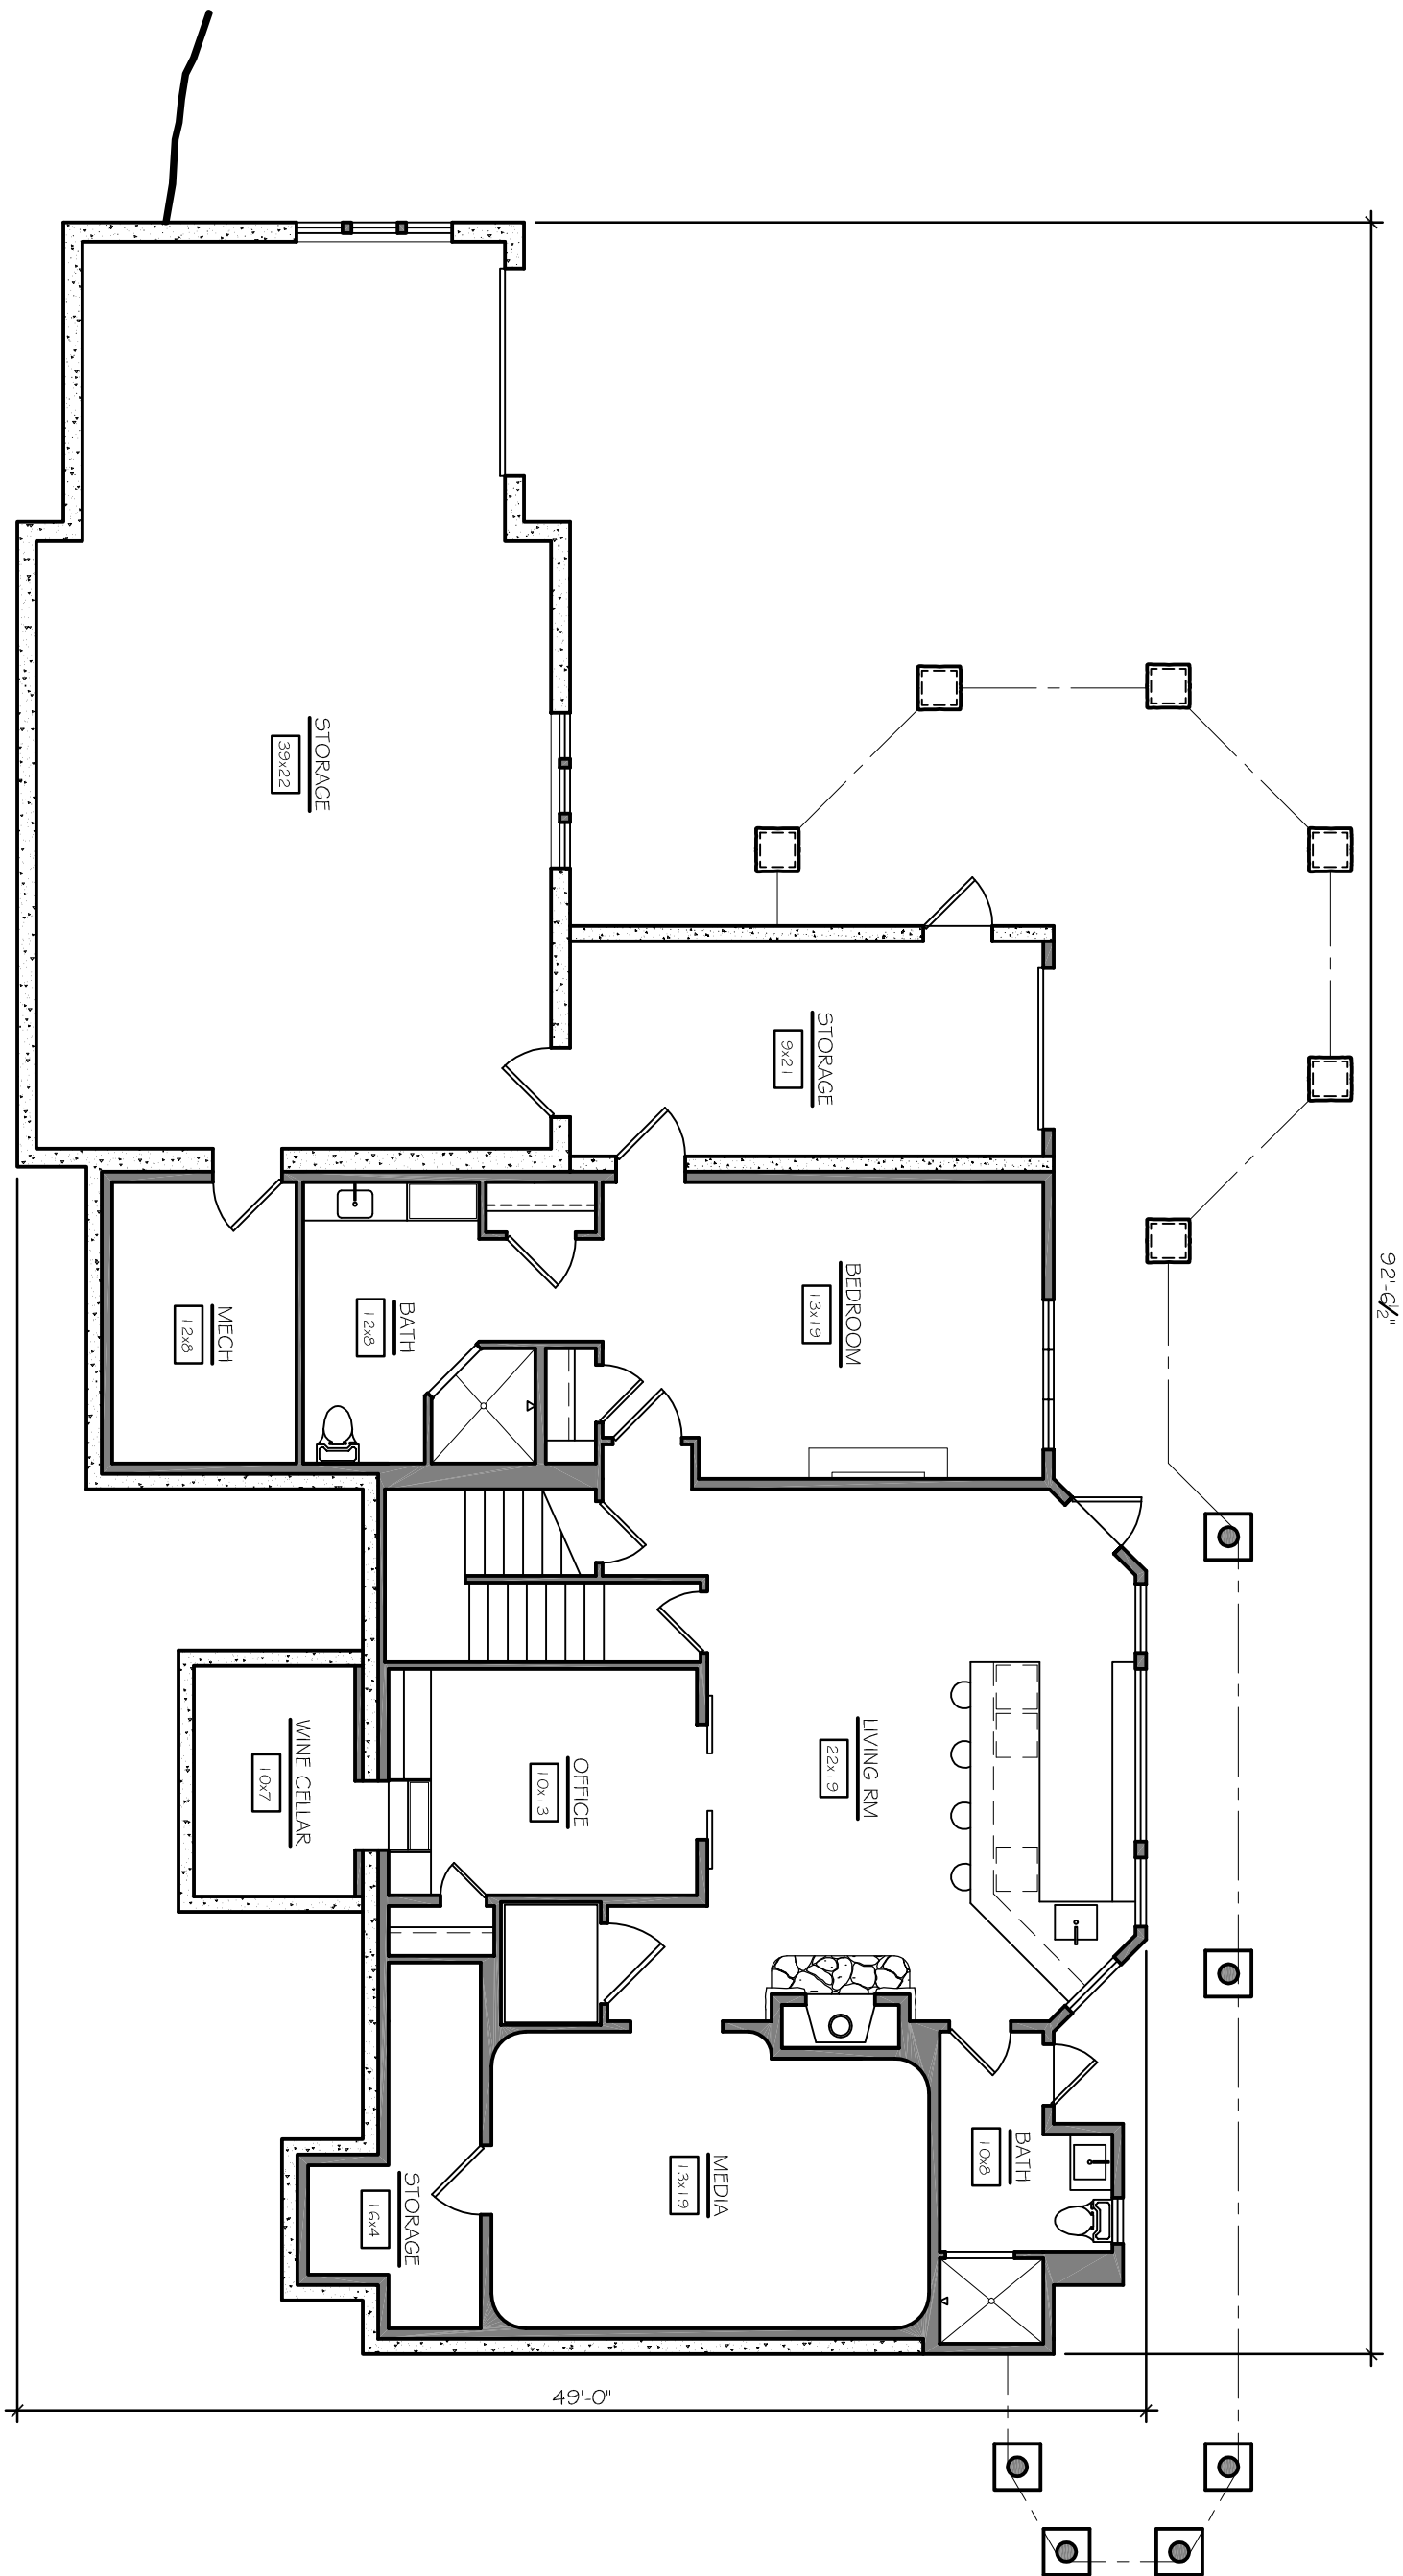 92'-6½"
STORAGE
39x22
STORAGE
9x21
BEDROOM
13x19
BATH
12x8
MECH
12x8
LIVING RM
22x19
OFFICE
10x13
WINE CELLAR
10x7
BATH
10x8
MEDIA
13x19
STORAGE
16x4
49'-0"